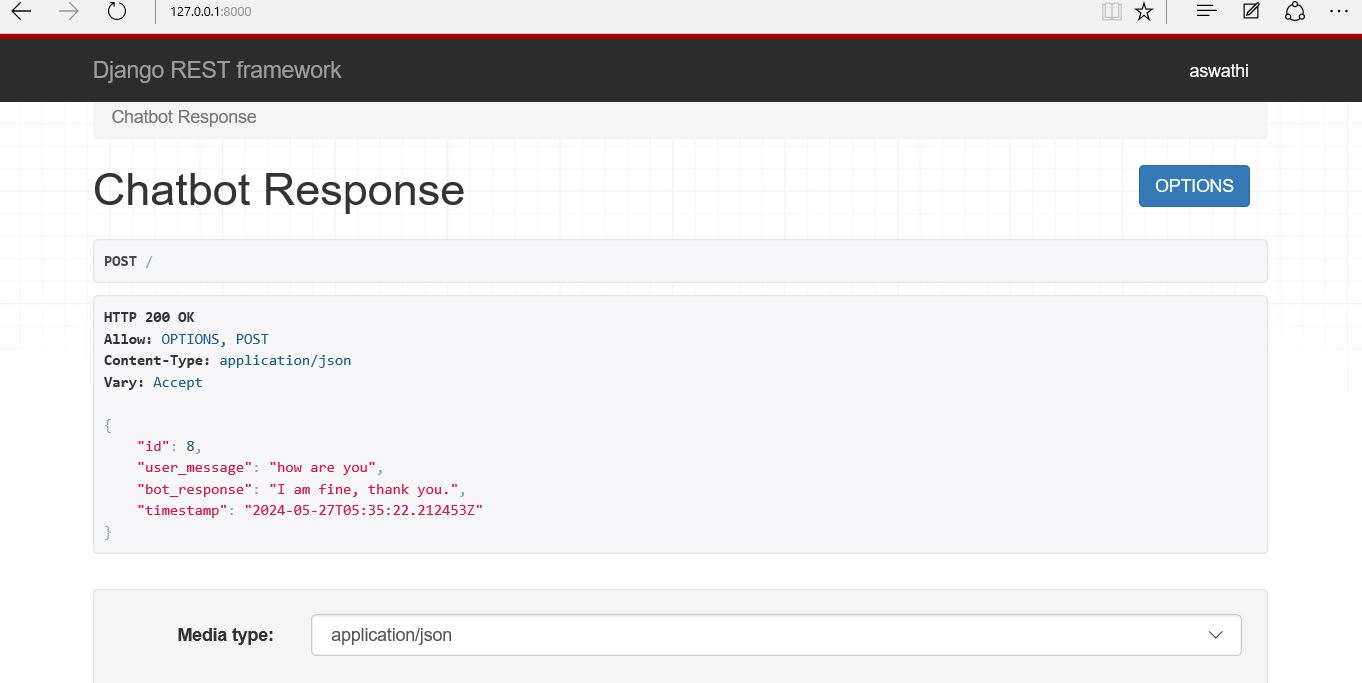 127.0.0.1:8000
Django REST framework
aswathi
Chatbot Response
Chatbot Response
OPTIONS
POST /
HTTP 200 OK
Allow: OPTIONS, POST
Content-Type: application/json
Vary: Accept
{
    "id": 8,
    "user_message": "how are you",
    "bot_response": "I am fine, thank you.",
    "timestamp": "2024-05-27T05:35:22.212453Z"
}
Media type:
application/json